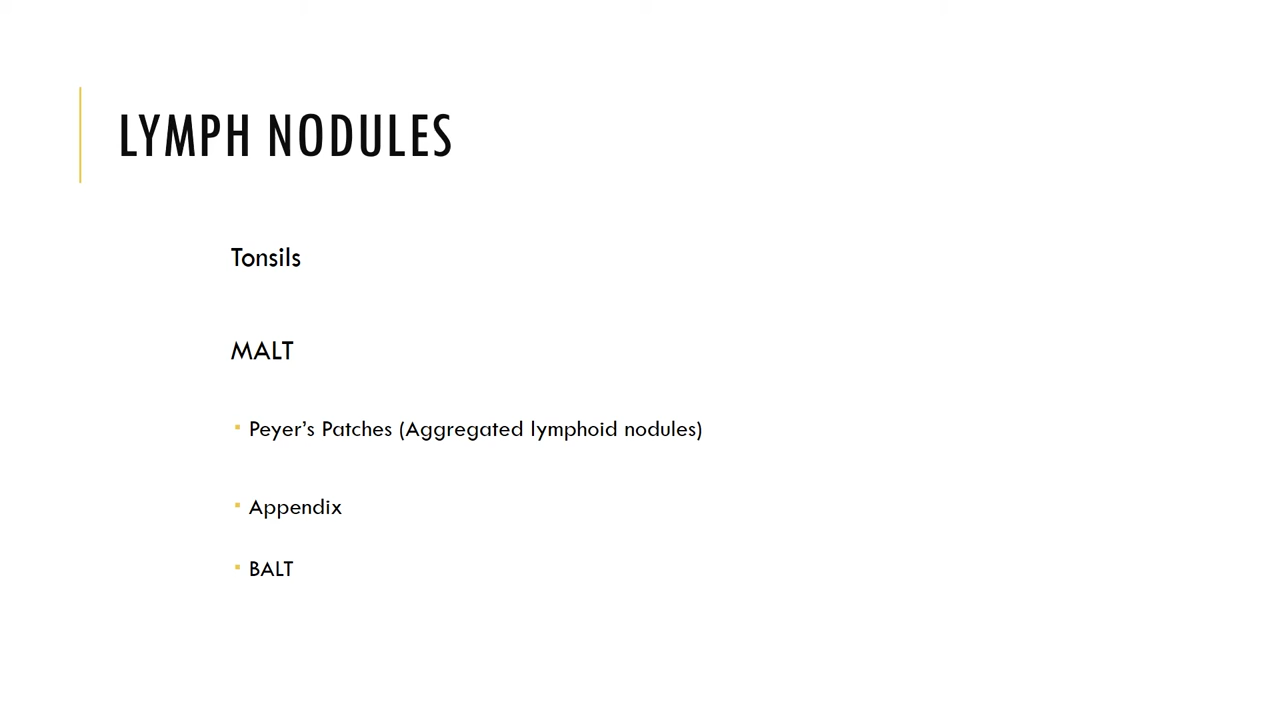 LYMPH NODULES
Tonsils
MALT
▪ Peyer's Patches (Aggregated lymphoid nodules)
▪ Appendix
▪ BALT